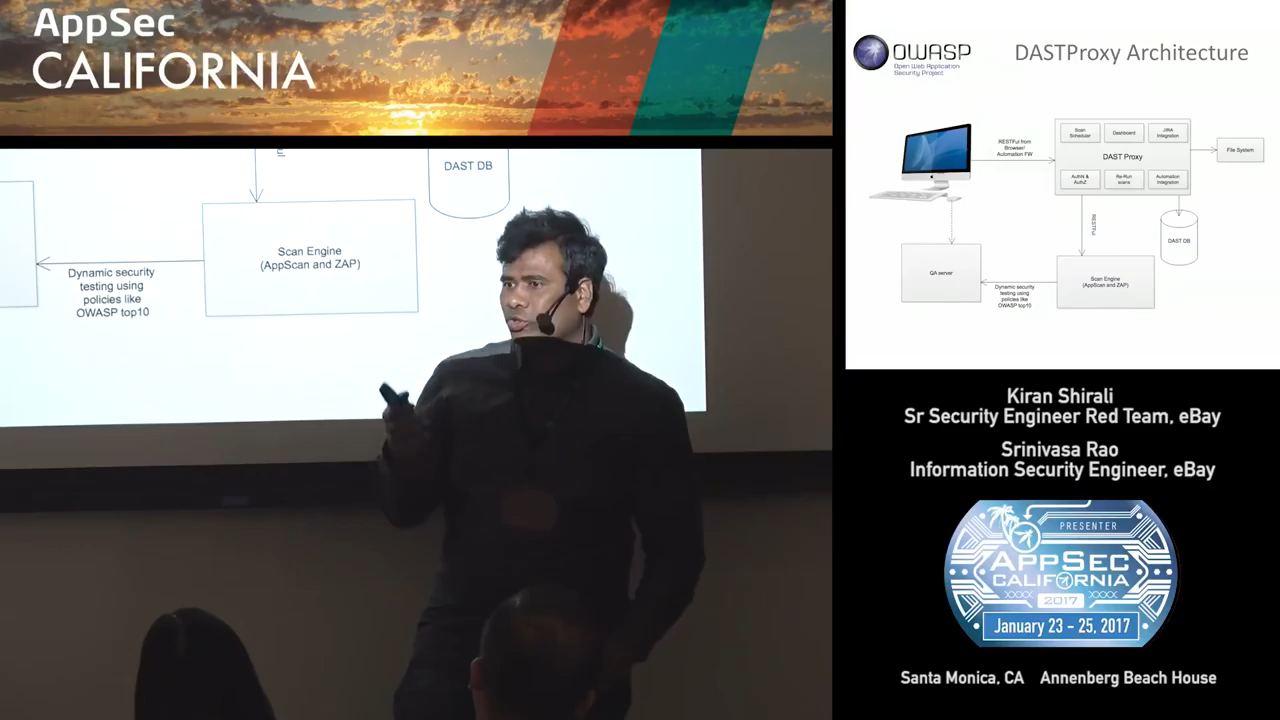 AppSec
CALIFORNIA
DAST DB
Scan Engine
(AppScan and ZAP)
Dynamic security
testing using
policies like
OWASP top10
OWASP
Open Web Application
Security Project
DASTProxy Architecture
RESTFul from
Browser/
Automation FW
Scan
Scheduler
Dashboard
JIRA
Integration
DAST Proxy
AuthN &
AuthZ
Re-Run
scans
Automation
Integration
File System
RESTFul
DAST DB
QA server
Dynamic security
testing using
policies like
OWASP top10
Scan Engine
(AppScan and ZAP)
Kiran Shirali
Sr Security Engineer Red Team, eBay
Srinivasa Rao
Information Security Engineer, eBay
PRESENTER
APPSEC
CALIFORNIA
2017
January 23 - 25, 2017
Santa Monica, CA Annenberg Beach House